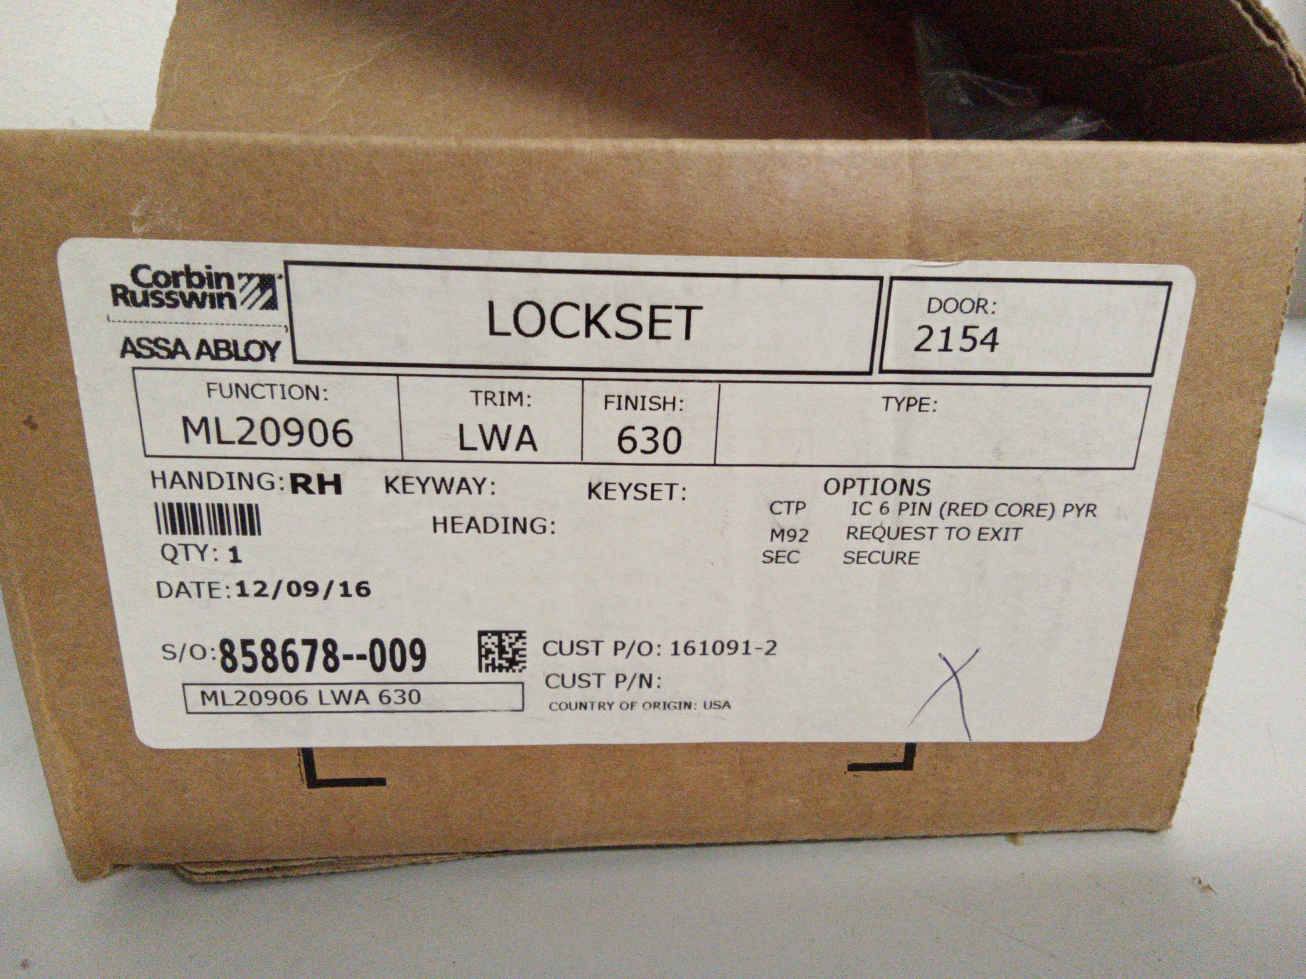 Corbin
Russwin
ASSA ABLOY
LOCKSET
DOOR:
2154
FUNCTION:
ML20906
TRIM:
LWA
FINISH:
630
TYPE:
HANDING: RH
KEYWAY:
KEYSET:
HEADING:
OPTIONS
CTP IC 6 PIN (RED CORE) PYR
M92 REQUEST TO EXIT
SEC SECURE
QTY: 1
DATE: 12/09/16
S/O: 858678--009
CUST P/O: 161091-2
CUST P/N:
COUNTRY OF ORIGIN: USA
ML20906 LWA 630
X